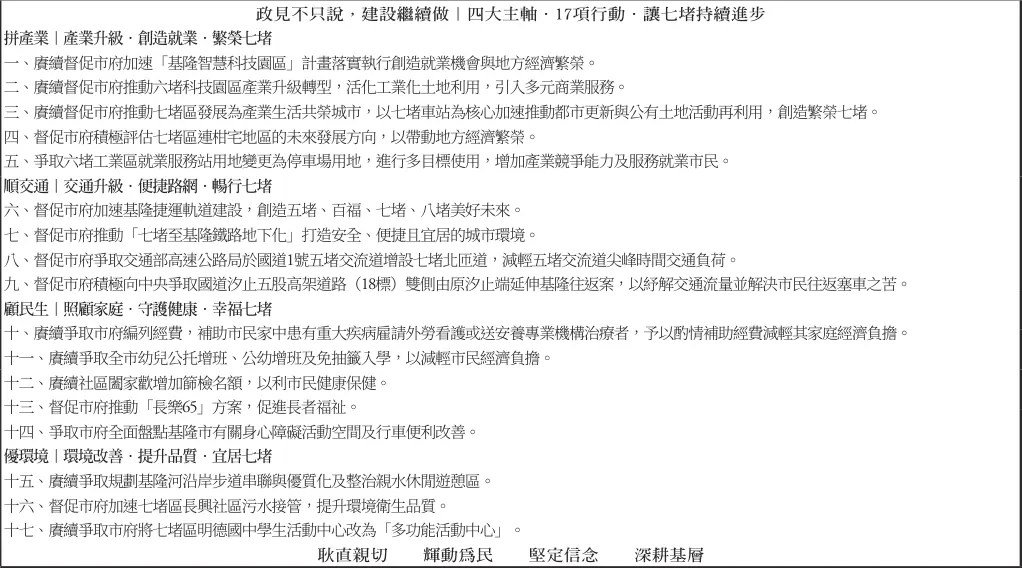 政見不只說，建設繼續做｜四大主軸．17項行動．讓七堵持續進步
拼產業｜產業升級．創造就業．繁榮七堵
一、賡續督促市府加速「基隆智慧科技園區」計畫落實執行創造就業機會與地方經濟繁榮。
二、賡續督促市府推動六堵科技園區產業升級轉型，活化工業化土地利用，引入多元商業服務。
三、賡續督促市府推動七堵區發展為產業生活共榮城市，以七堵車站為核心加速推動都市更新與公有土地活動再利用，創造繁榮七堵。
四、督促市府積極評估七堵區連柑宅地區的未來發展方向，以帶動地方經濟繁榮。
五、爭取六堵工業區就業服務站用地變更為停車場用地，進行多目標使用，增加產業競爭能力及服務就業市民。
順交通｜交通升級．便捷路網．暢行七堵
六、督促市府加速基隆捷運軌道建設，創造五堵、百福、七堵、八堵美好未來。
七、督促市府推動「七堵至基隆鐵路地下化」打造安全、便捷且宜居的城市環境。
八、督促市府爭取交通部高速公路局於國道1號五堵交流道增設七堵北匝道，減輕五堵交流道尖峰時間交通負荷。
九、督促市府積極向中央爭取國道汐止五股高架道路（18標）雙側由原汐止端延伸基隆往返案，以紓解交通流量並解決市民往返塞車之苦。
顧民生｜照顧家庭．守護健康．幸福七堵
十、賡續爭取市府編列經費，補助市民家中患有重大疾病雇請外勞看護或送安養專業機構治療者，予以酌情補助經費減輕其家庭經濟負擔。
十一、賡續爭取全市幼兒公托增班、公幼增班及免抽籤入學，以減輕市民經濟負擔。
十二、賡續社區闔家歡增加篩檢名額，以利市民健康保健。
十三、督促市府推動「長樂65」方案，促進長者福祉。
十四、爭取市府全面盤點基隆市有關身心障礙活動空間及行車便利改善。
優環境｜環境改善．提升品質．宜居七堵
十五、賡續爭取規劃基隆河沿岸步道串聯與優質化及整治親水休閒遊憩區。
十六、督促市府加速七堵區長興社區污水接管，提升環境衛生品質。
十七、賡續爭取市府將七堵區明德國中學生活動中心改為「多功能活動中心」。
耿直親切　　輝動為民　　堅定信念　　深耕基層